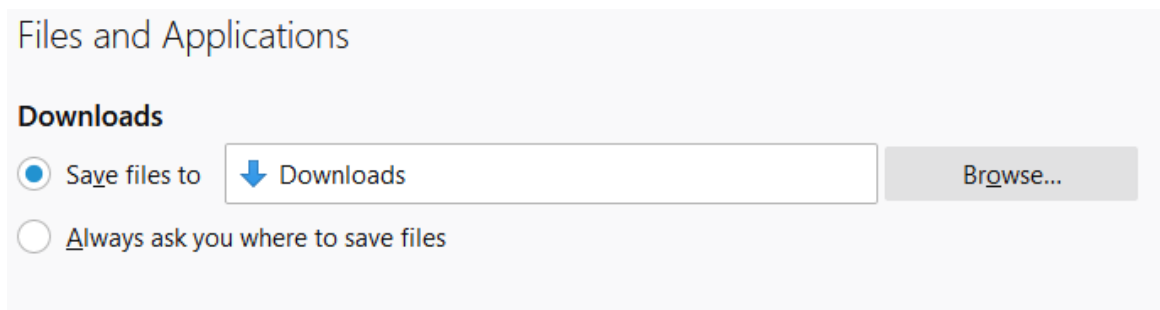 Files and Applications
Downloads
Save files to Downloads Browse...
Always ask you where to save files